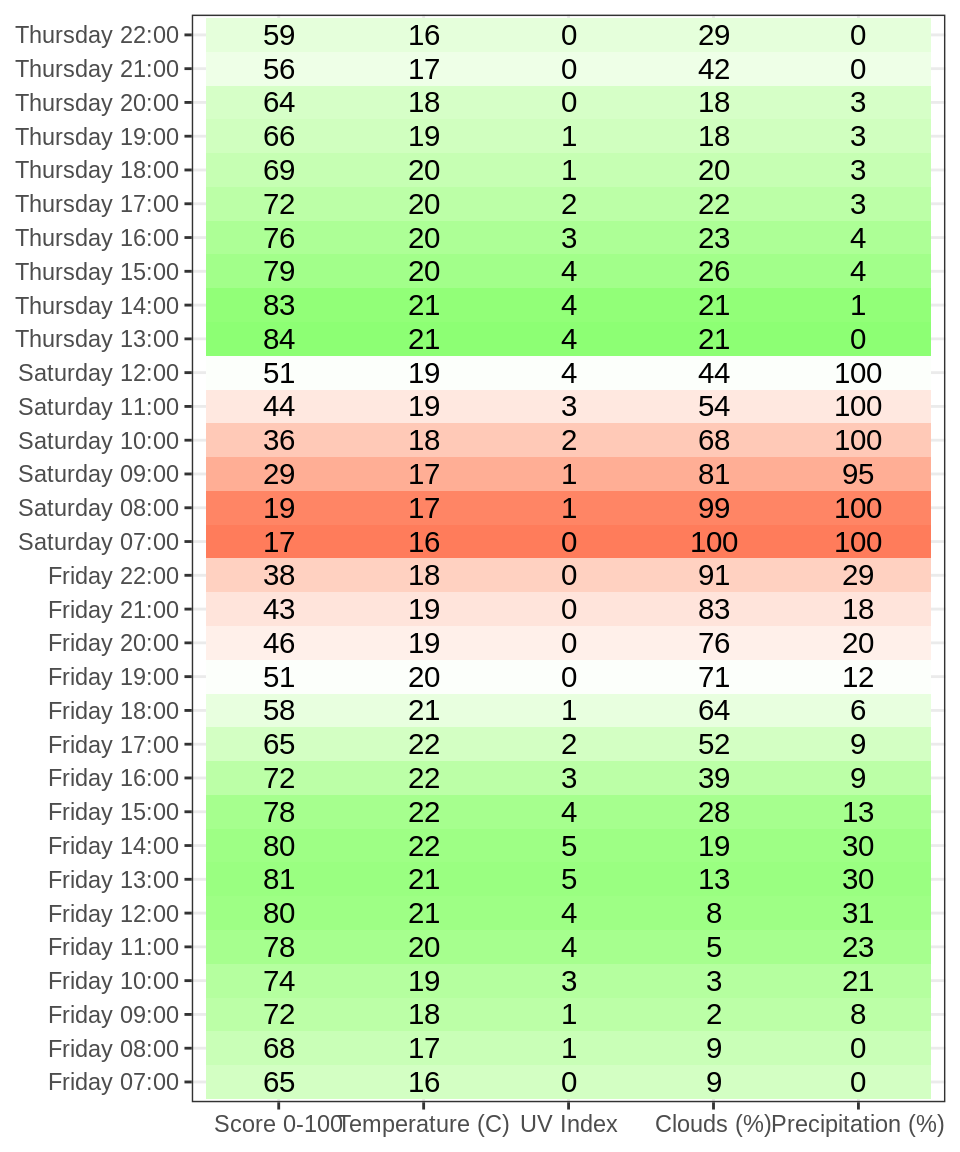 Thursday 22:00 59 16 0 29 0
Thursday 21:00 56 17 0 42 0
Thursday 20:00 64 18 0 18 3
Thursday 19:00 66 19 1 18 3
Thursday 18:00 69 20 1 20 3
Thursday 17:00 72 20 2 22 3
Thursday 16:00 76 20 3 23 4
Thursday 15:00 79 20 4 26 4
Thursday 14:00 83 21 4 21 1
Thursday 13:00 84 21 4 21 0
Saturday 12:00 51 19 4 44 100
Saturday 11:00 44 19 3 54 100
Saturday 10:00 36 18 2 68 100
Saturday 09:00 29 17 1 81 95
Saturday 08:00 19 17 1 99 100
Saturday 07:00 17 16 0 100 100
Friday 22:00 38 18 0 91 29
Friday 21:00 43 19 0 83 18
Friday 20:00 46 19 0 76 20
Friday 19:00 51 20 0 71 12
Friday 18:00 58 21 1 64 6
Friday 17:00 65 22 2 52 9
Friday 16:00 72 22 3 39 9
Friday 15:00 78 22 4 28 13
Friday 14:00 80 22 5 19 30
Friday 13:00 81 21 5 13 30
Friday 12:00 80 21 4 8 31
Friday 11:00 78 20 4 5 23
Friday 10:00 74 19 3 3 21
Friday 09:00 72 18 1 2 8
Friday 08:00 68 17 1 9 0
Friday 07:00 65 16 0 9 0
Score 0-100 Temperature (C) UV Index Clouds (%) Precipitation (%)